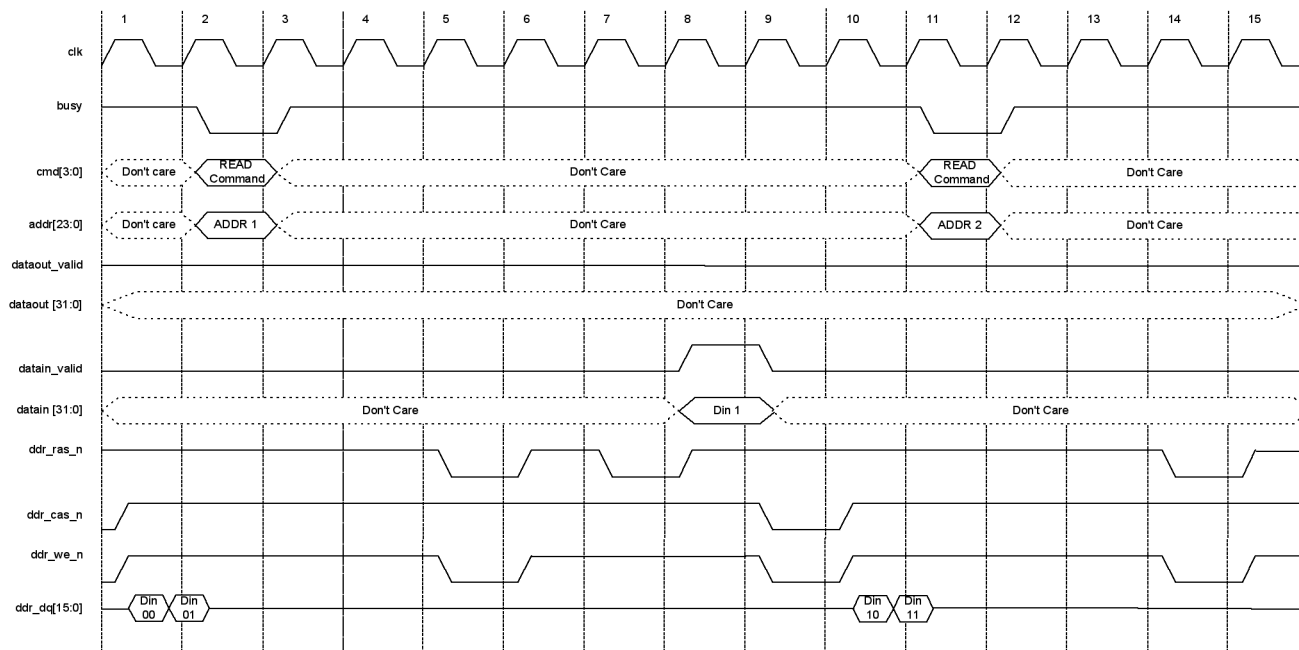 1 2 3 4 5 6 7 8 9 10 11 12 13 14 15
clk
busy
cmd[3:0] Don't care READ Command Don't Care READ Command Don't Care
addr[23:0] Don't care ADDR 1 Don't Care ADDR 2 Don't Care
dataout_valid
dataout [31:0] Don't Care
datain_valid
datain [31:0] Don't Care Din 1 Don't Care
ddr_ras_n
ddr_cas_n
ddr_we_n
ddr_dq[15:0] Din 00 Din 01 Din 10 Din 11